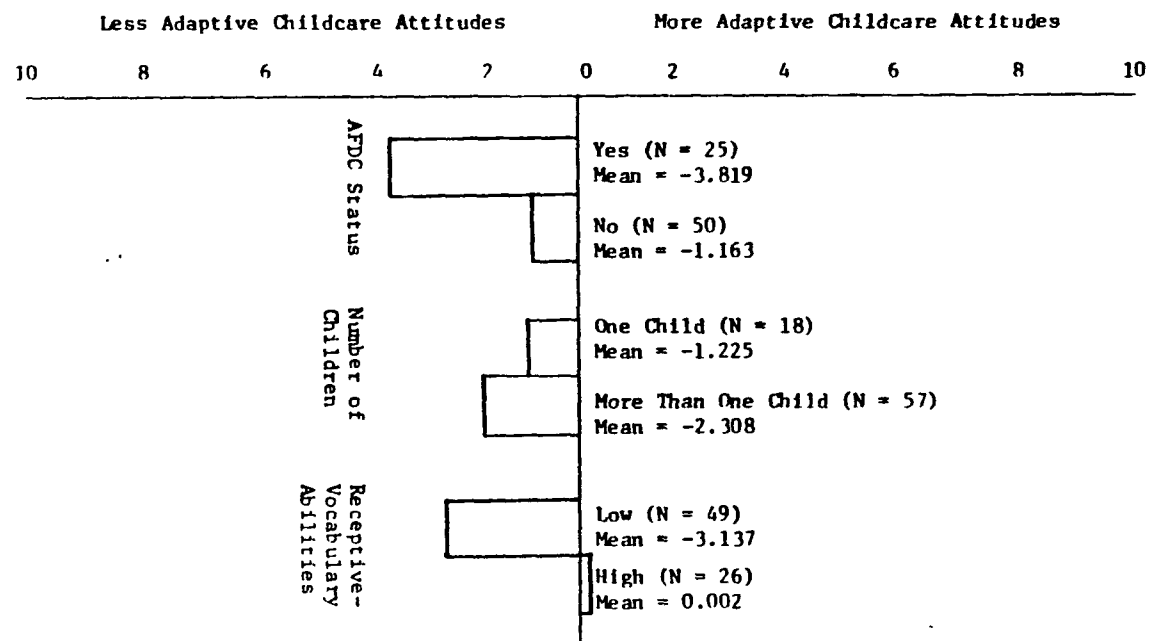 Less Adaptive Childcare Attitudes More Adaptive Childcare Attitudes
10 8 6 4 2 0 2 4 6 8 10
AFDC Status
Yes (N = 25)
Mean = -3.819
No (N = 50)
Mean = -1.163
Number of
Children
One Child (N = 18)
Mean = -1.225
More Than One Child (N = 57)
Mean = -2.308
Receptive-
Vocabulary
Abilities
Low (N = 49)
Mean = -3.137
High (N = 26)
Mean = 0.002